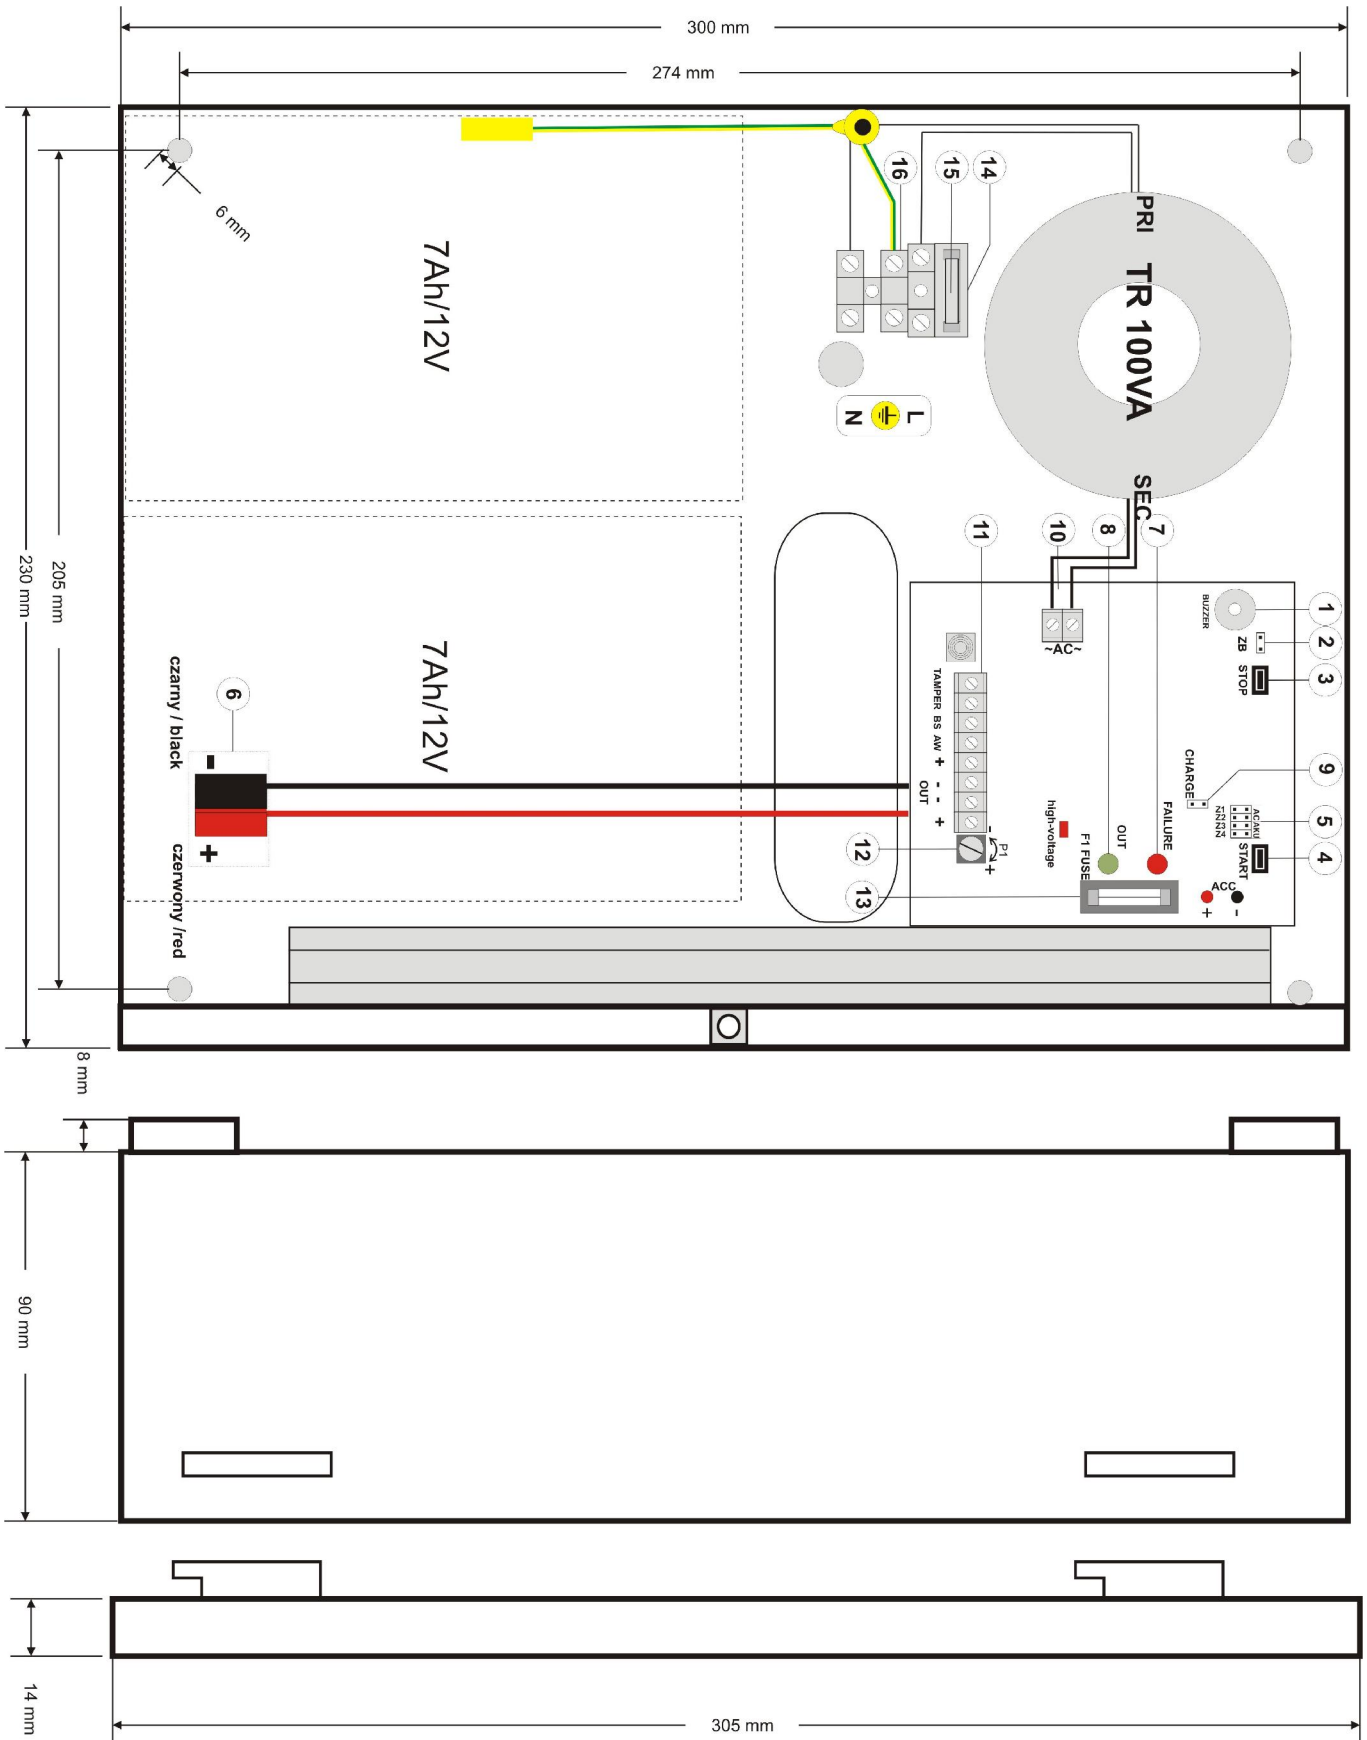 300 mm
274 mm
6 mm
205 mm
230 mm
8 mm
90 mm
14 mm
305 mm
7Ah/12V
7Ah/12V
16
15
14
PRI
TR 100VA
SEC
L
N
11
10
8
7
1
2
3
9
5
4
12
13
6
BUZZER
ZB
STOP
~AC~
CHARGE
AC AKU
Z1
Z2
Z3
Z4
START
FAILURE
OUT
F1 FUSE
high-voltage
ACC
+
-
TAMPER BS AW + - - +
OUT
P1
-
+
czarny / black
-
+
czerwony /red